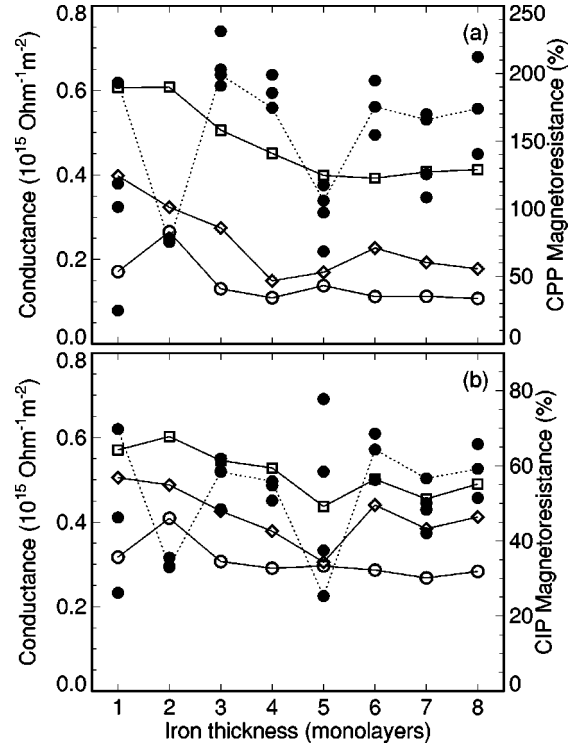 (a)
Conductance (10^15 Ohm^-1 m^-2)
0.8
0.6
0.4
0.2
0.0
CPP Magnetoresistance (%)
250
200
150
100
50
0
(b)
Conductance (10^15 Ohm^-1 m^-2)
0.8
0.6
0.4
0.2
0.0
CIP Magnetoresistance (%)
80
60
40
20
0
1 2 3 4 5 6 7 8
Iron thickness (monolayers)